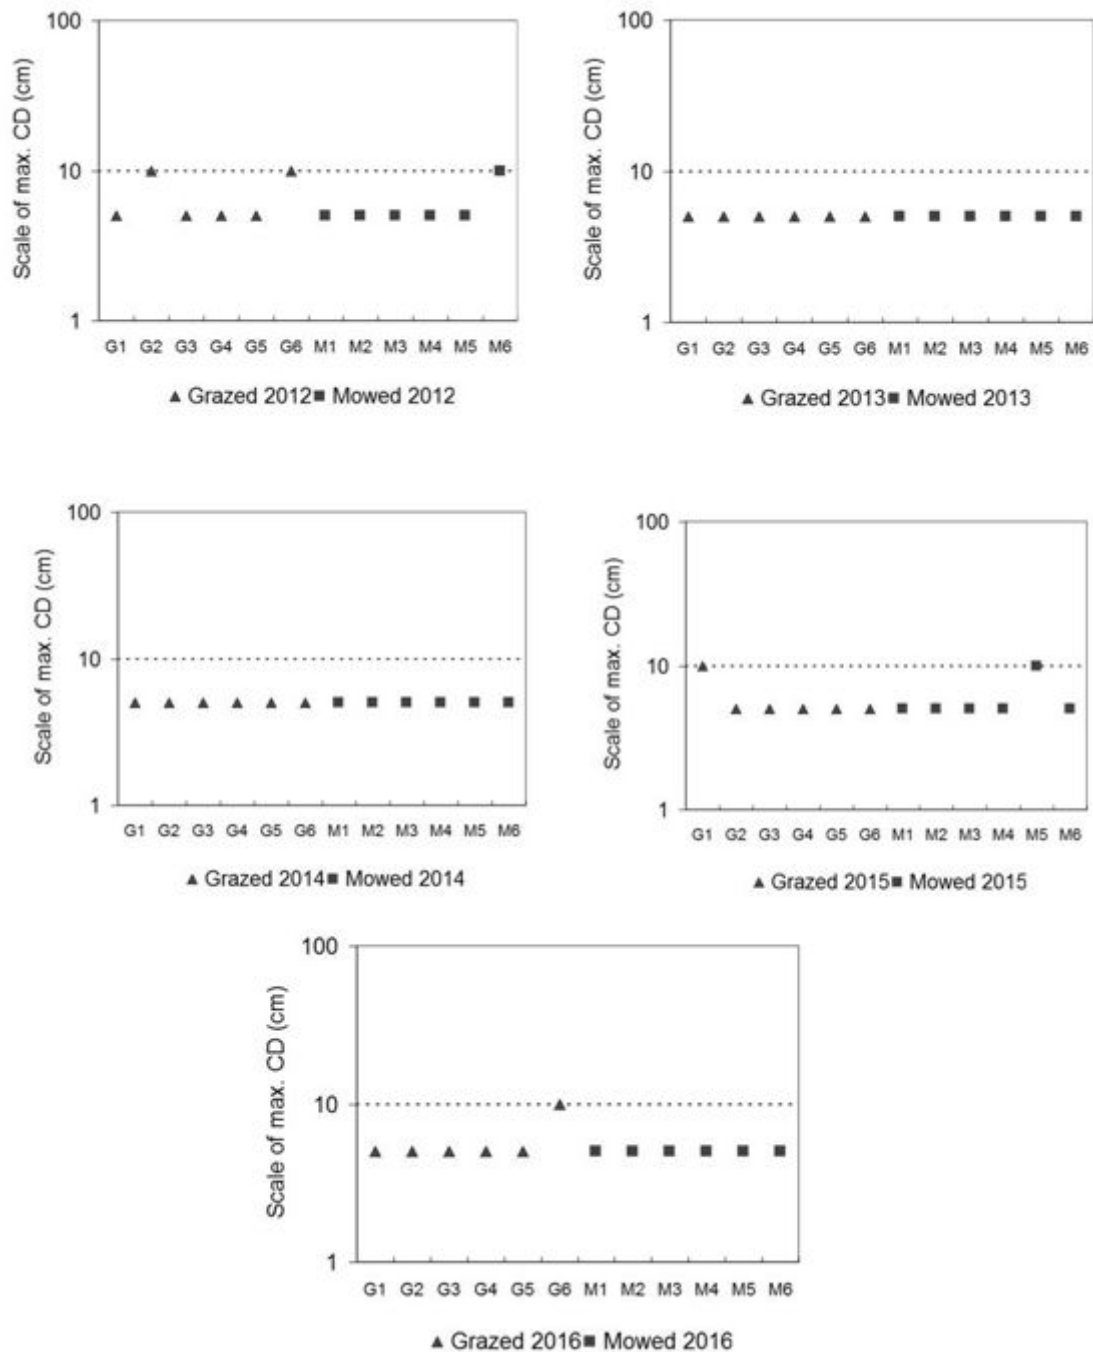 Scale of max. CD (cm)
100
10
1
G1 G2 G3 G4 G5 G6 M1 M2 M3 M4 M5 M6
▲ Grazed 2012 ■ Mowed 2012
Scale of max. CD (cm)
100
10
1
G1 G2 G3 G4 G5 G6 M1 M2 M3 M4 M5 M6
▲ Grazed 2013 ■ Mowed 2013
Scale of max. CD (cm)
100
10
1
G1 G2 G3 G4 G5 G6 M1 M2 M3 M4 M5 M6
▲ Grazed 2014 ■ Mowed 2014
Scale of max. CD (cm)
100
10
1
G1 G2 G3 G4 G5 G6 M1 M2 M3 M4 M5 M6
▲ Grazed 2015 ■ Mowed 2015
Scale of max. CD (cm)
100
10
1
G1 G2 G3 G4 G5 G6 M1 M2 M3 M4 M5 M6
▲ Grazed 2016 ■ Mowed 2016